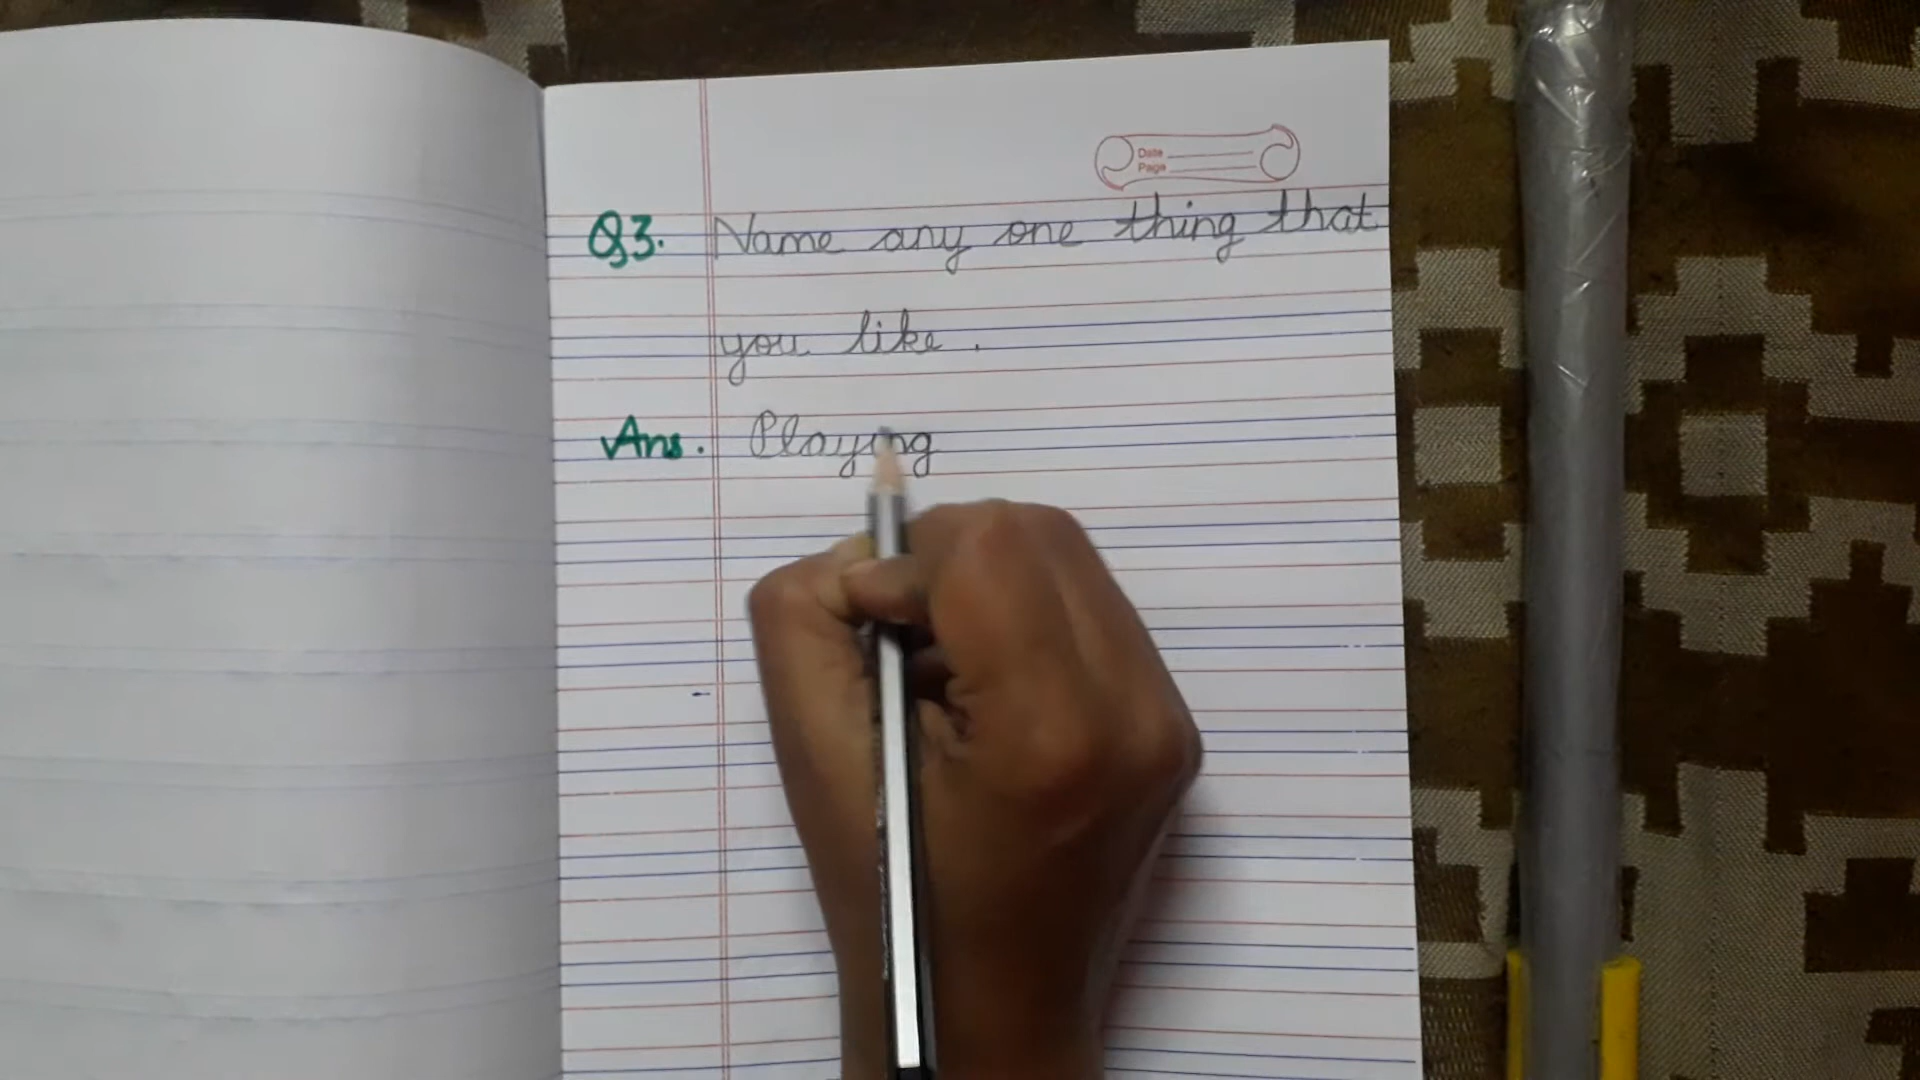 Date
Page
Q3. Name any one thing that
you like.
Ans. Playing